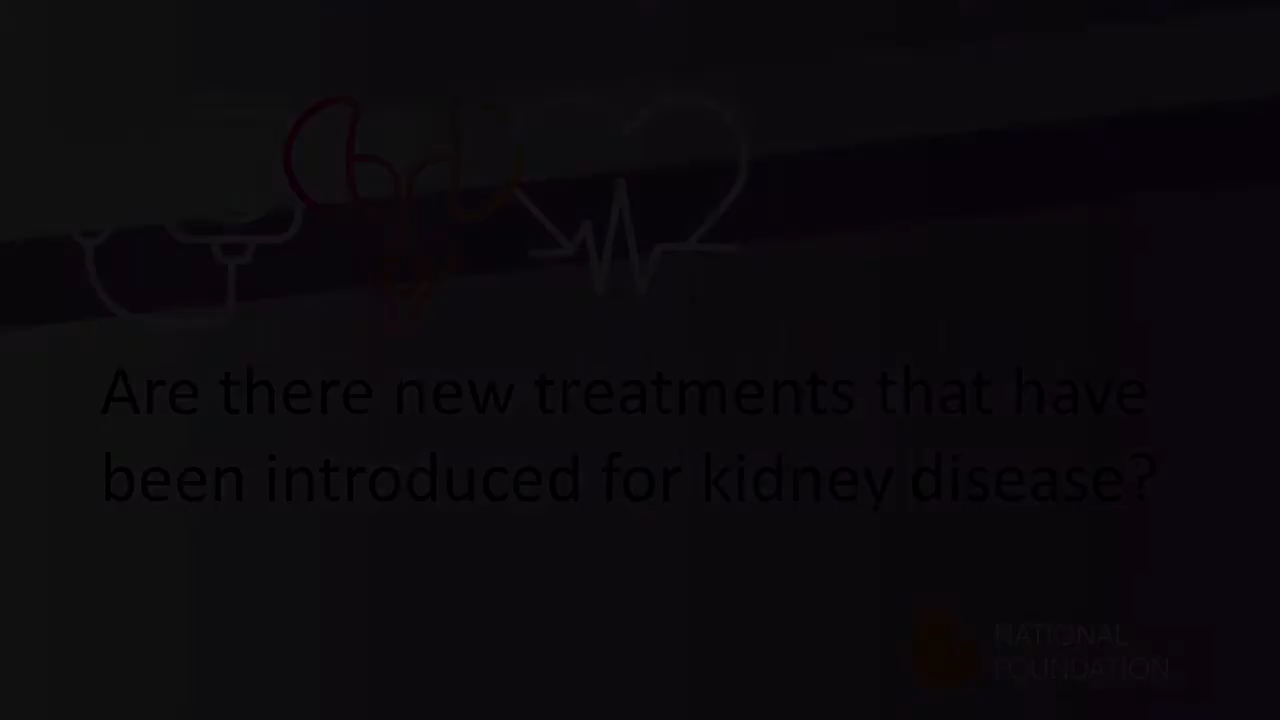 Are there new treatments that have
been introduced for kidney disease?
NATIONAL
FOUNDATION